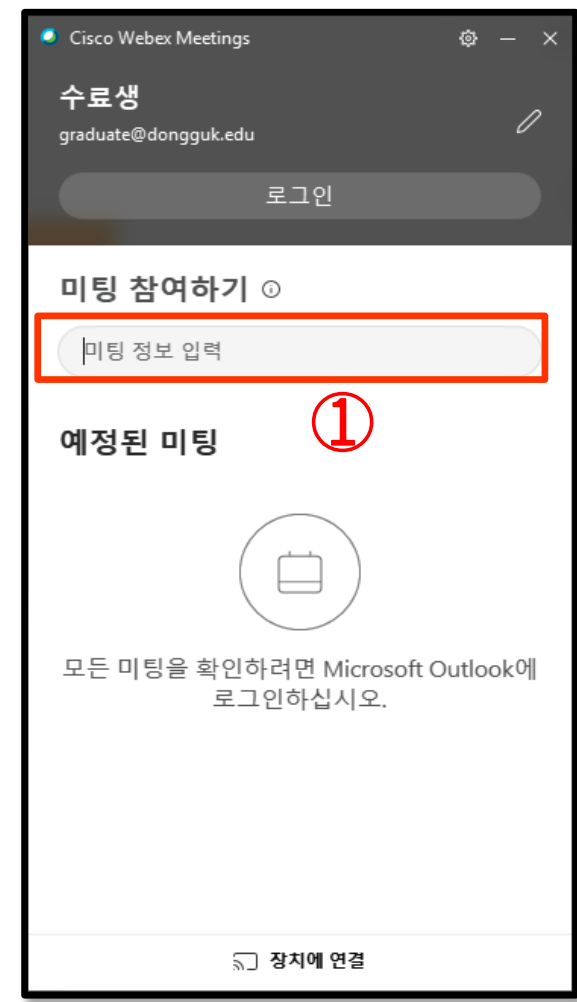 Cisco Webex Meetings
수료생
graduate@dongguk.edu
로그인
미팅 참여하기
미팅 정보 입력
①
예정된 미팅
모든 미팅을 확인하려면 Microsoft Outlook에
로그인하십시오.
장치에 연결